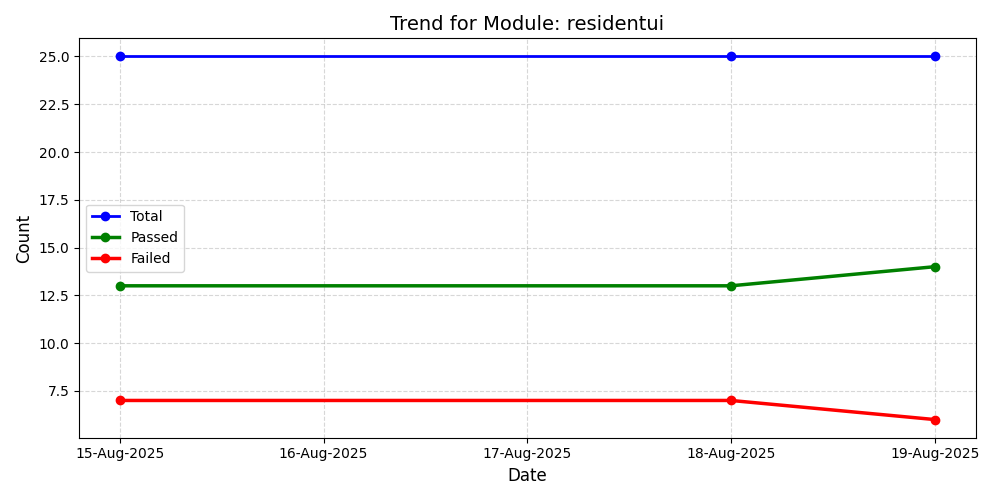 Trend for Module: residentui
25.0
22.5
20.0
17.5
15.0
12.5
10.0
7.5
Count
Total
Passed
Failed
15-Aug-2025 16-Aug-2025 17-Aug-2025 18-Aug-2025 19-Aug-2025
Date